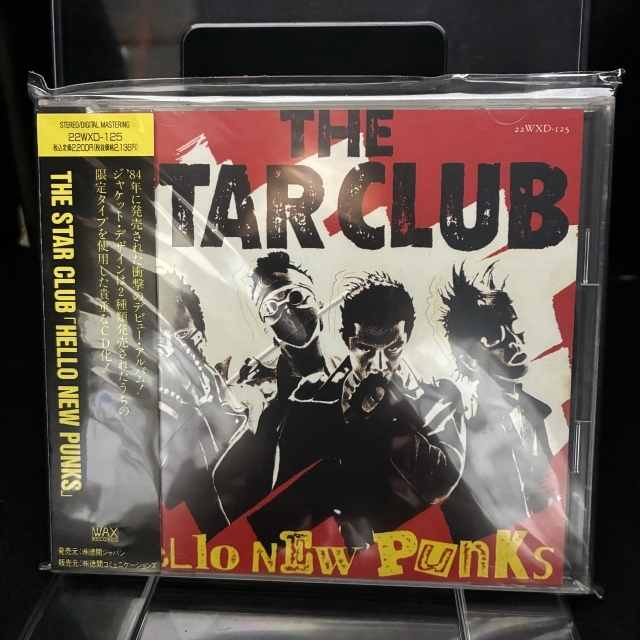 STEREO/DIGITAL MASTERING
22WXD-125
税込定価2,200円(税抜価格2,136円)
THE STAR CLUB「HELLO NEW PUNKS」
'84年に発売された衝撃のデビュー・アルバム!
ジャケット・デザインは2種類発売されたうちの
限定タイプを使用した貴重なCD化!
WAX
RECORDS
発売元:㈱徳間ジャパン
販売元:㈱徳間コミュニケーションズ
22WXD-125
THE
TAR CLUB
LLO NEW PUNKS